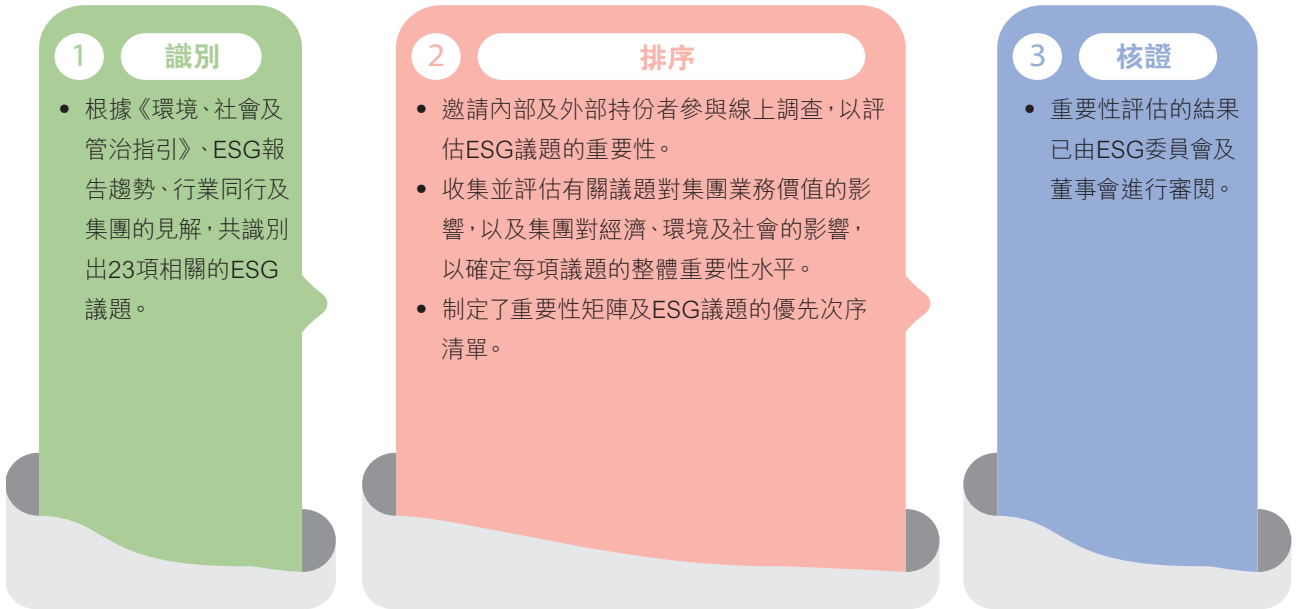 1 識別
• 根據《環境、社會及
管治指引》、ESG報
告趨勢、行業同行及
集團的見解，共識別
出23項相關的ESG
議題。
2 排序
• 邀請內部及外部持份者參與線上調查，以評
估ESG議題的重要性。
• 收集並評估有關議題對集團業務價值的影
響，以及集團對經濟、環境及社會的影響，
以確定每項議題的整體重要性水平。
• 制定了重要性矩陣及ESG議題的優先次序
清單。
3 核證
• 重要性評估的結果
已由ESG委員會及
董事會進行審閱。